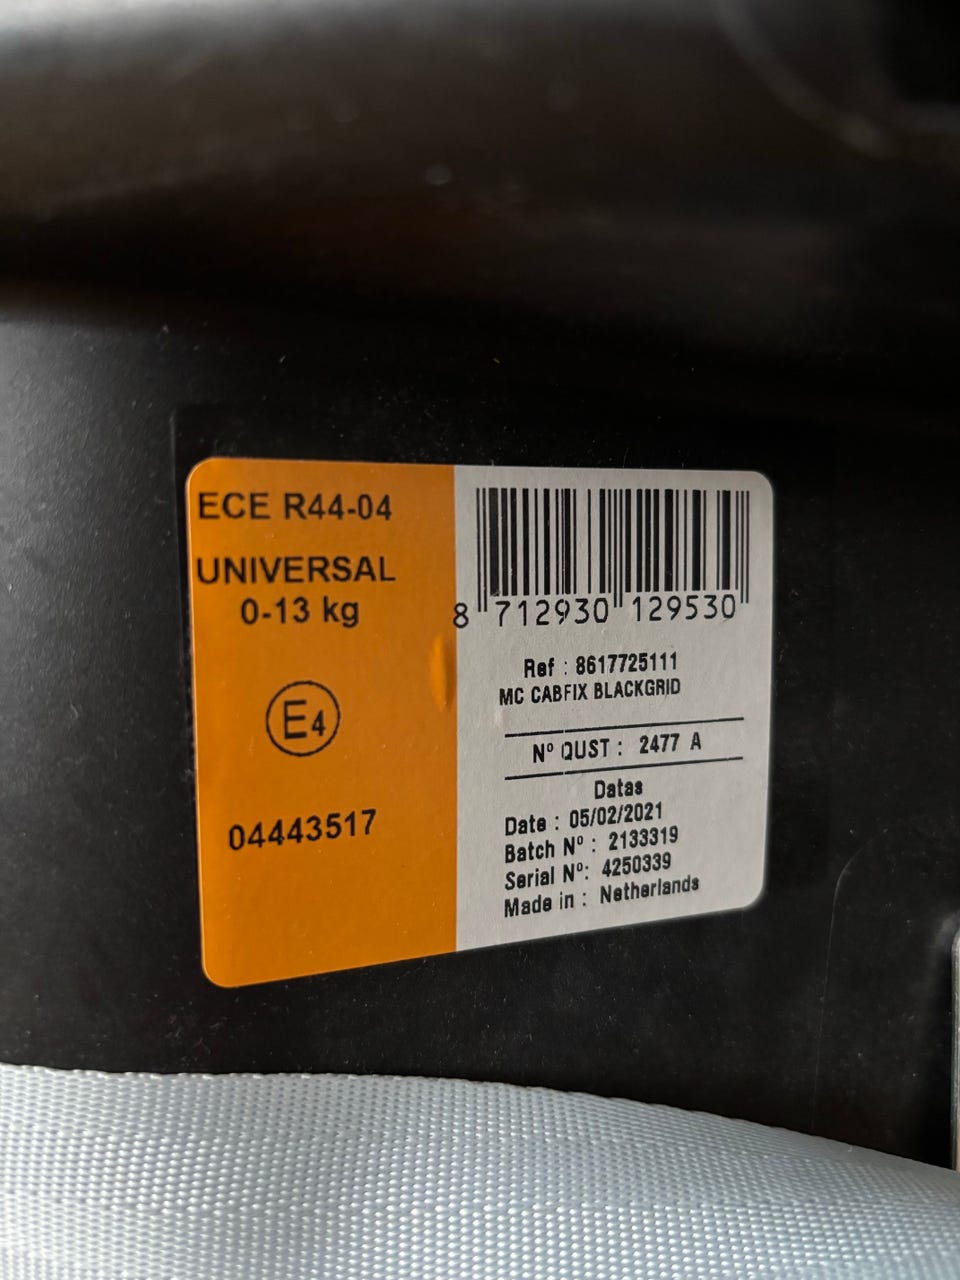 ECE R44-04
UNIVERSAL
0-13 kg
E4
04443517
8 712930 129530
Ref : 8617725111
MC CABFIX BLACKGRID
Nº QUST : 2477 A
Datas
Date : 05/02/2021
Batch Nº : 2133319
Serial Nº: 4250339
Made in : Netherlands